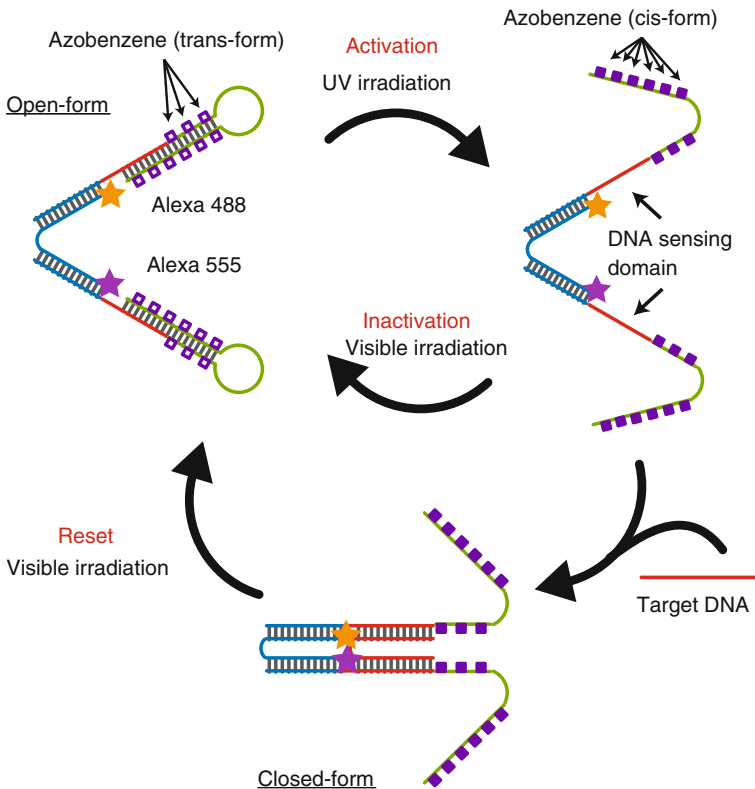 Azobenzene (trans-form)
Open-form
Activation
UV irradiation
Azobenzene (cis-form)
Alexa 488
Alexa 555
DNA sensing
domain
Inactivation
Visible irradiation
Reset
Visible irradiation
Target DNA
Closed-form